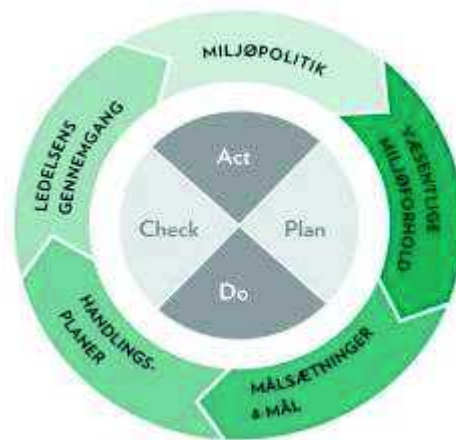 MILJØPOLITIK
VÆSENTLIGE
MILJØFORHOLD
MÅLSÆTNINGER
& MÅL
HANDLINGS-
PLANER
LEDELSENS
GENNEMGANG
Act
Plan
Do
Check